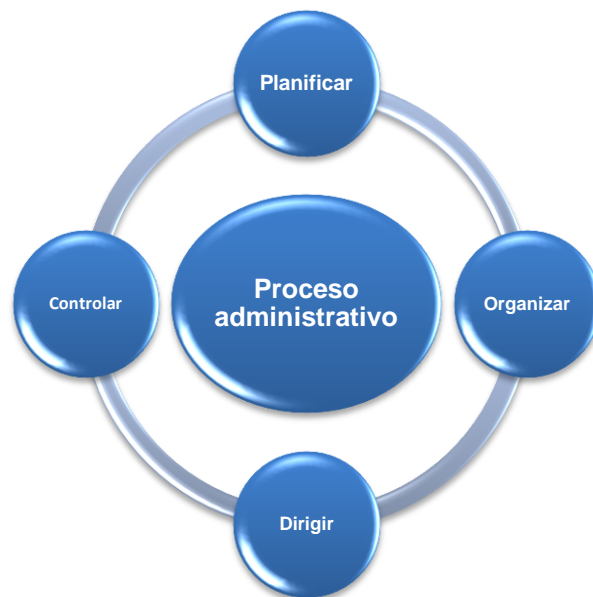 Planificar
Proceso
administrativo
Controlar
Organizar
Dirigir